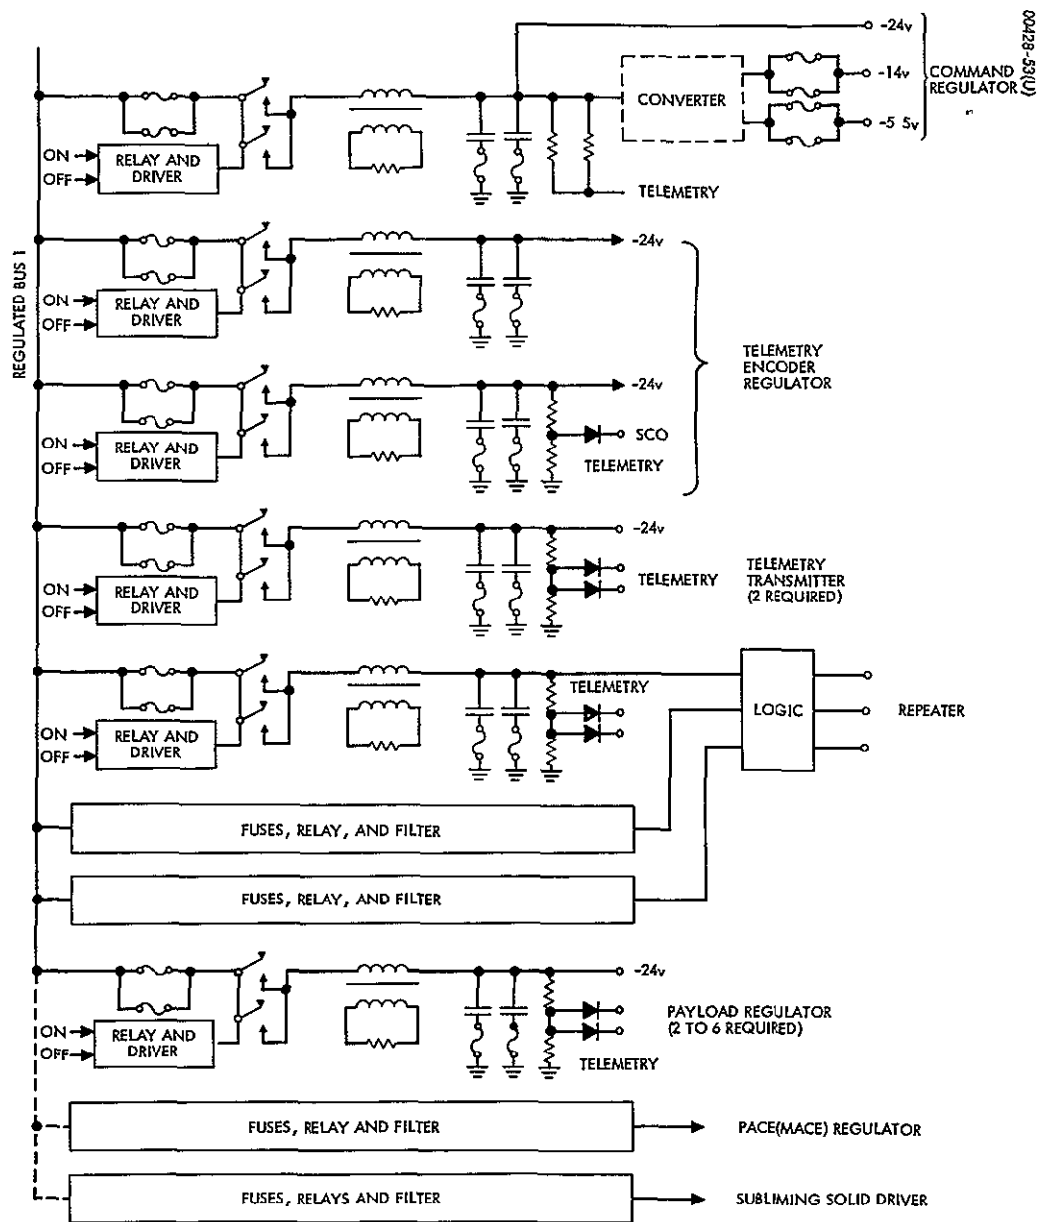 00428-53(U)
-24v
-14v
-5 5v
COMMAND
REGULATOR
CONVERTER
ON
OFF
RELAY AND
DRIVER
TELEMETRY
REGULATED BUS 1
-24v
ON
OFF
RELAY AND
DRIVER
TELEMETRY
ENCODER
REGULATOR
-24v
SCO
ON
OFF
RELAY AND
DRIVER
TELEMETRY
-24v
ON
OFF
RELAY AND
DRIVER
TELEMETRY
TELEMETRY
TRANSMITTER
(2 REQUIRED)
TELEMETRY
ON
OFF
RELAY AND
DRIVER
LOGIC
REPEATER
FUSES, RELAY, AND FILTER
FUSES, RELAY, AND FILTER
-24v
ON
OFF
RELAY AND
DRIVER
PAYLOAD REGULATOR
(2 TO 6 REQUIRED)
TELEMETRY
FUSES, RELAY AND FILTER
PACE(MACE) REGULATOR
FUSES, RELAYS AND FILTER
SUBLIMING SOLID DRIVER